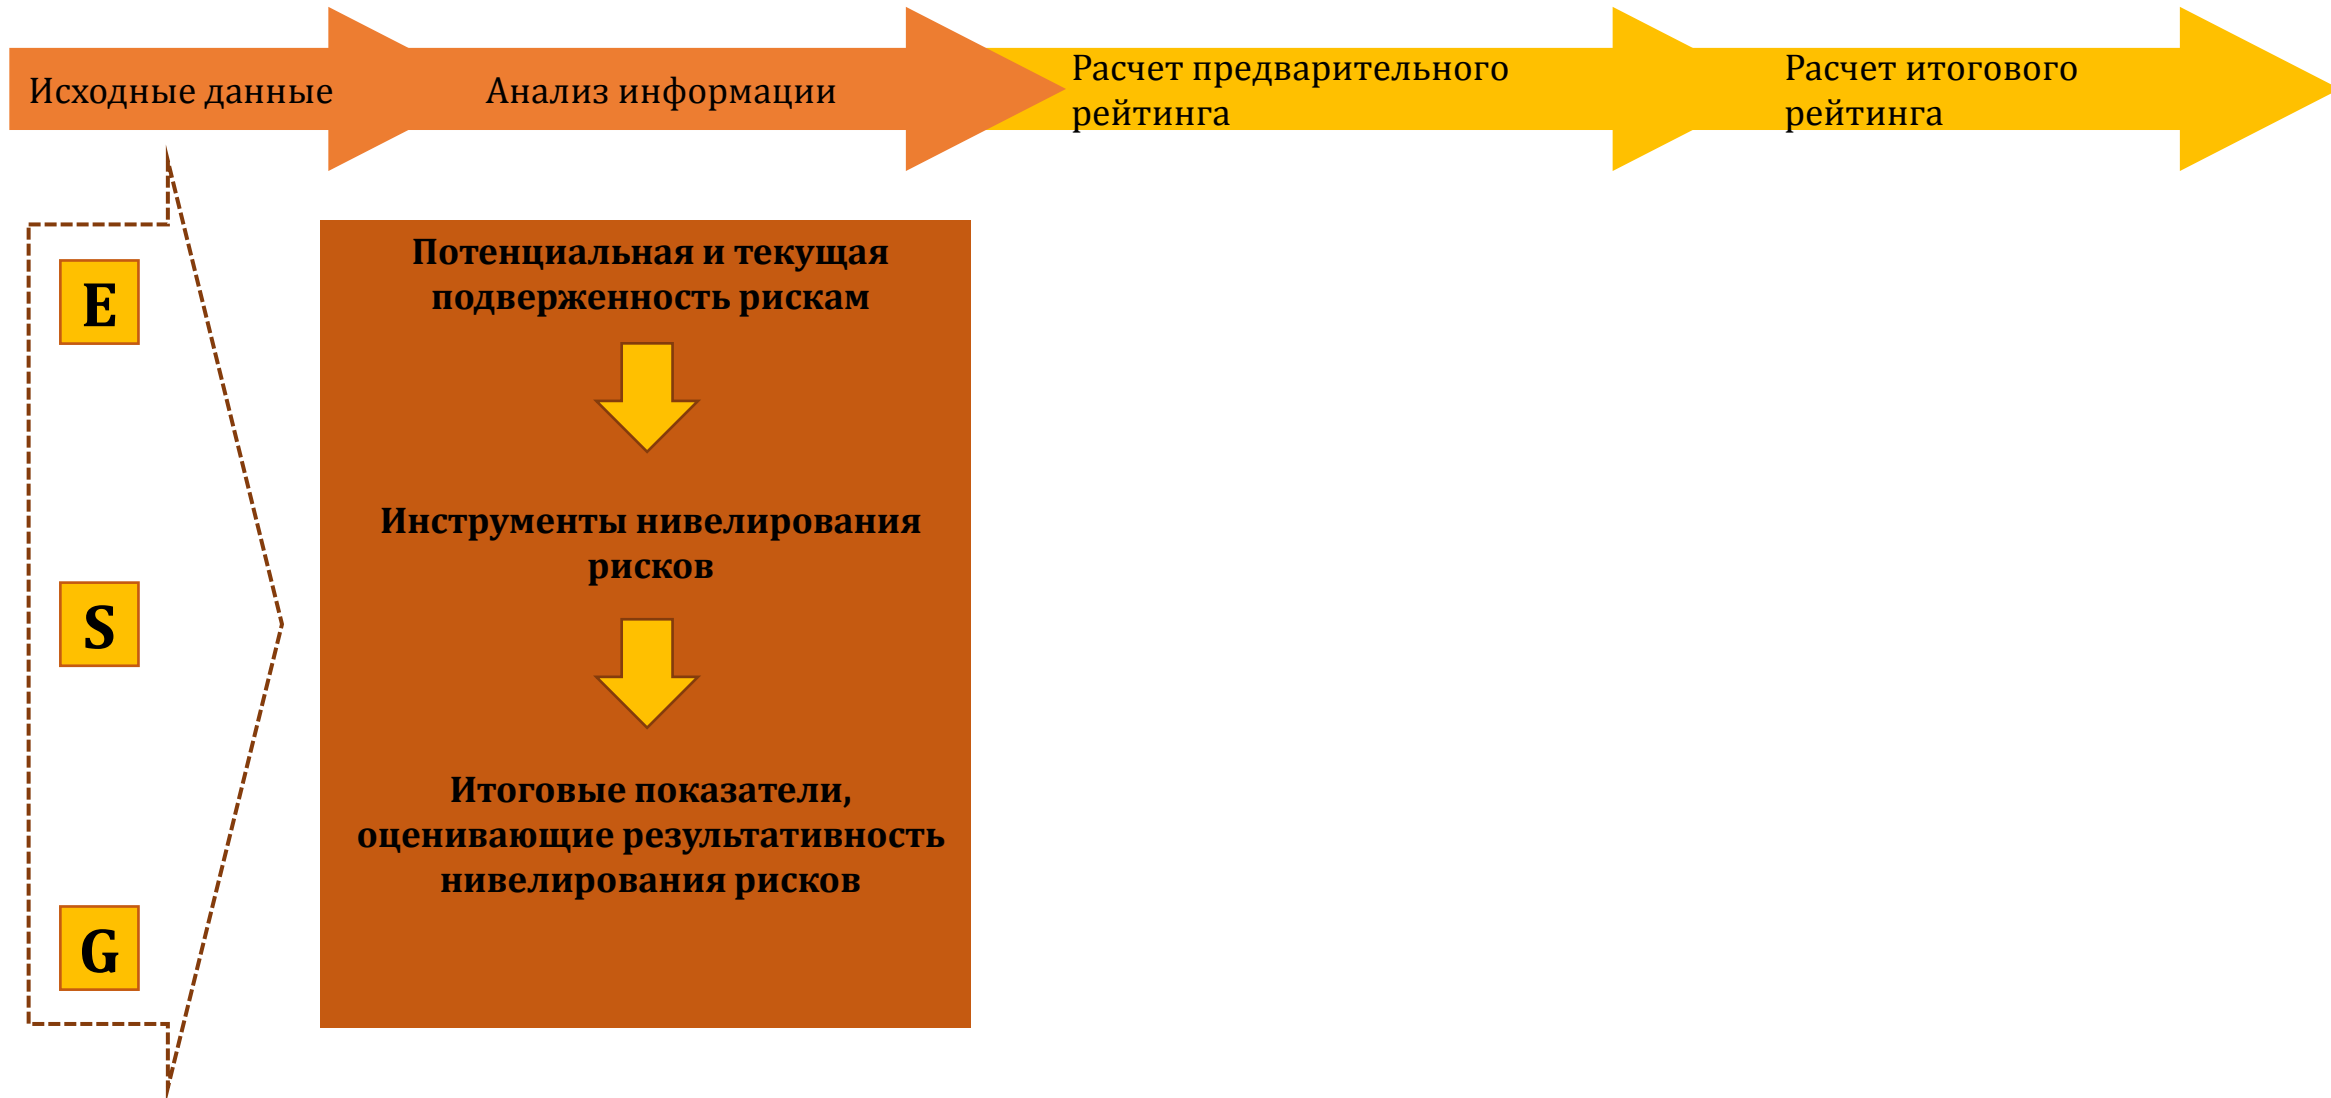 Исходные данные
Анализ информации
Расчет предварительного
рейтинга
Расчет итогового
рейтинга
E
S
G
Потенциальная и текущая
подверженность рискам
Инструменты нивелирования
рисков
Итоговые показатели,
оценивающие результативность
нивелирования рисков